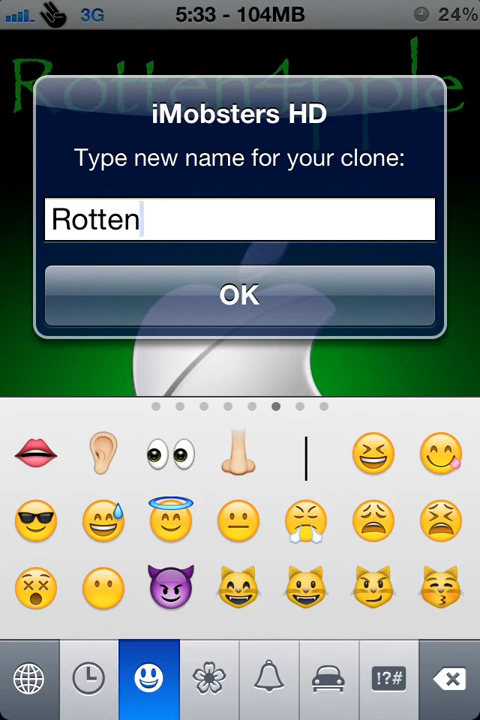 3G 5:33 - 104MB 24%
Rotten4pple
iMobsters HD
Type new name for your clone:
Rotten
OK
!?#